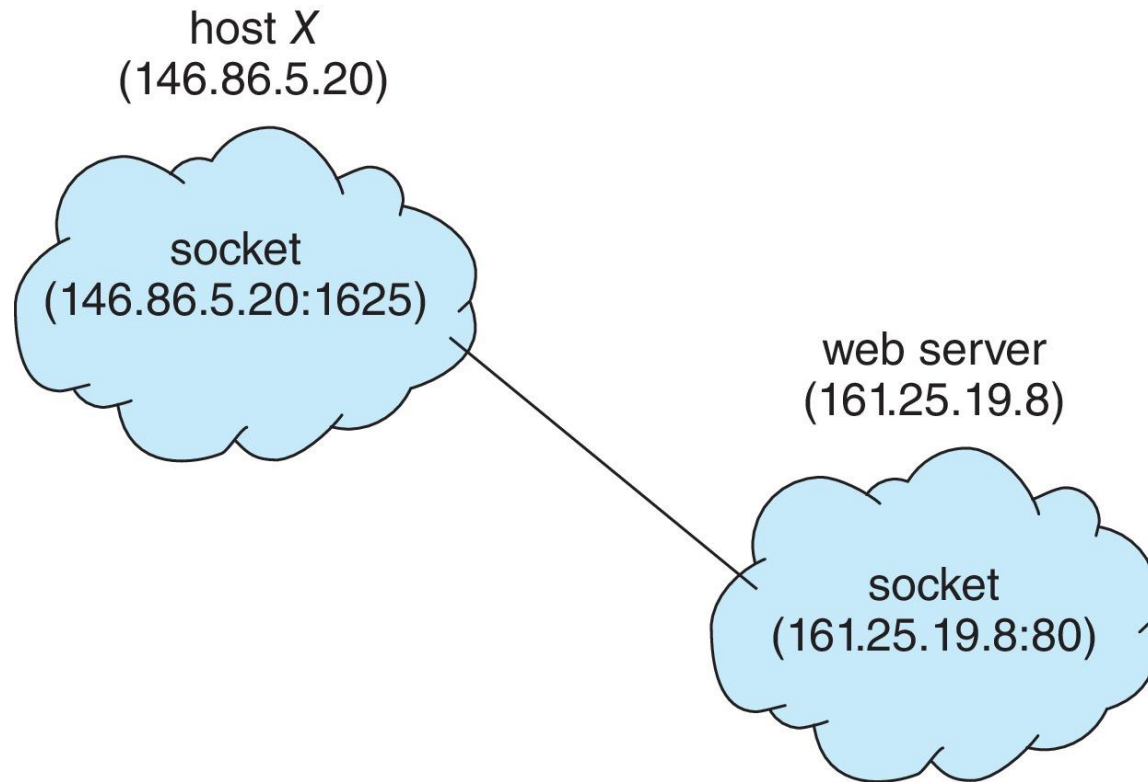 host X
(146.86.5.20)
socket
(146.86.5.20:1625)
web server
(161.25.19.8)
socket
(161.25.19.8:80)